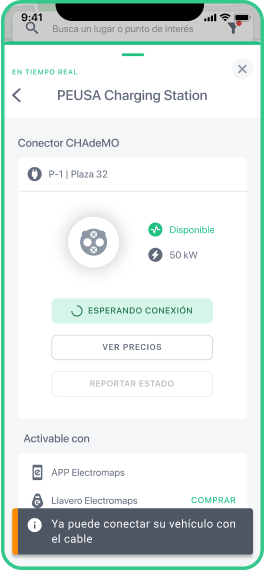 9:41
Busca un lugar o punto de interés
EN TIEMPO REAL
PEUSA Charging Station
Conector CHAdeMO
P-1 | Plaza 32
Disponible
50 kW
ESPERANDO CONEXIÓN
VER PRECIOS
REPORTAR ESTADO
Activable con
APP Electromaps
Llavero Electromaps COMPRAR
Ya puede conectar su vehículo con
el cable